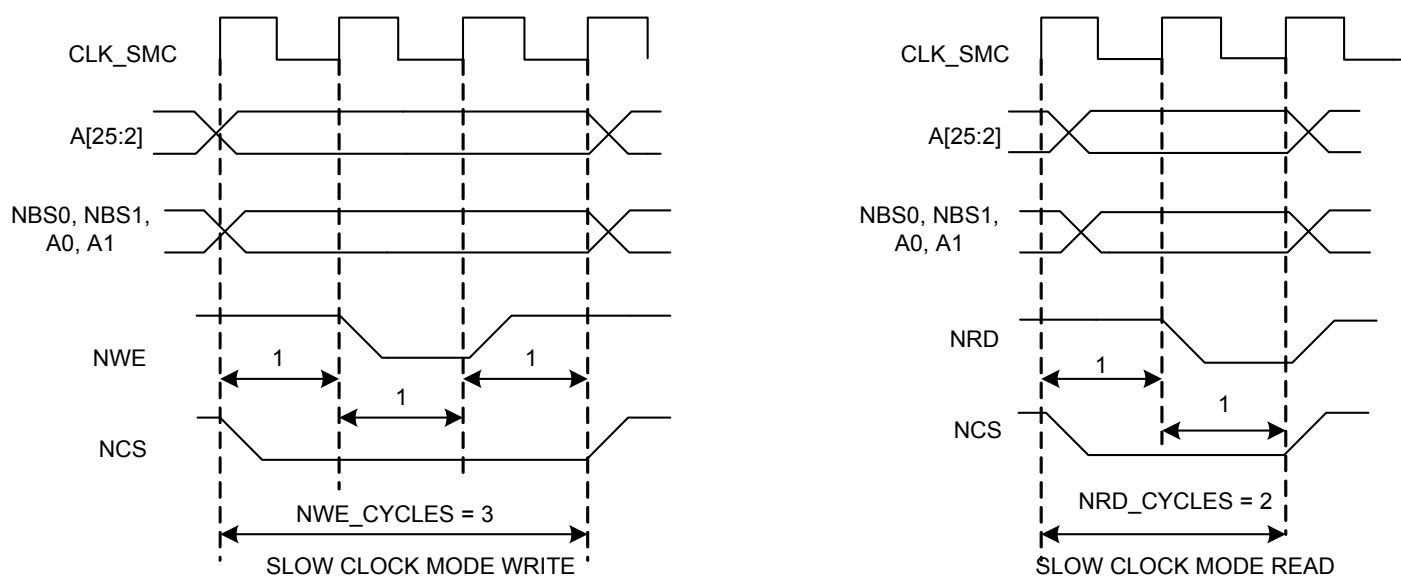 CLK_SMC
A[25:2]
NBS0, NBS1,
A0, A1
NWE
1
1
1
NCS
NWE_CYCLES = 3
SLOW CLOCK MODE WRITE
CLK_SMC
A[25:2]
NBS0, NBS1,
A0, A1
NRD
1
1
NCS
NRD_CYCLES = 2
SLOW CLOCK MODE READ